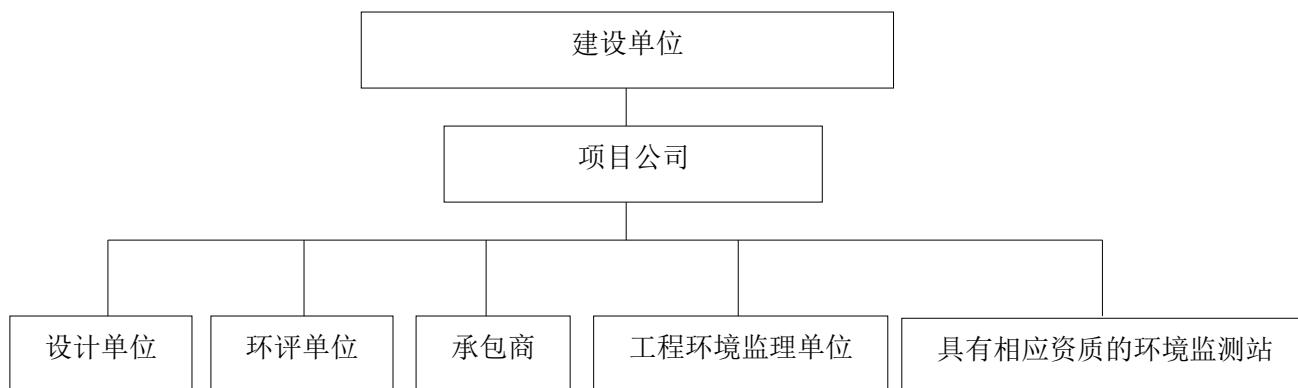 建设单位
项目公司
设计单位
环评单位
承包商
工程环境监理单位
具有相应资质的环境监测站